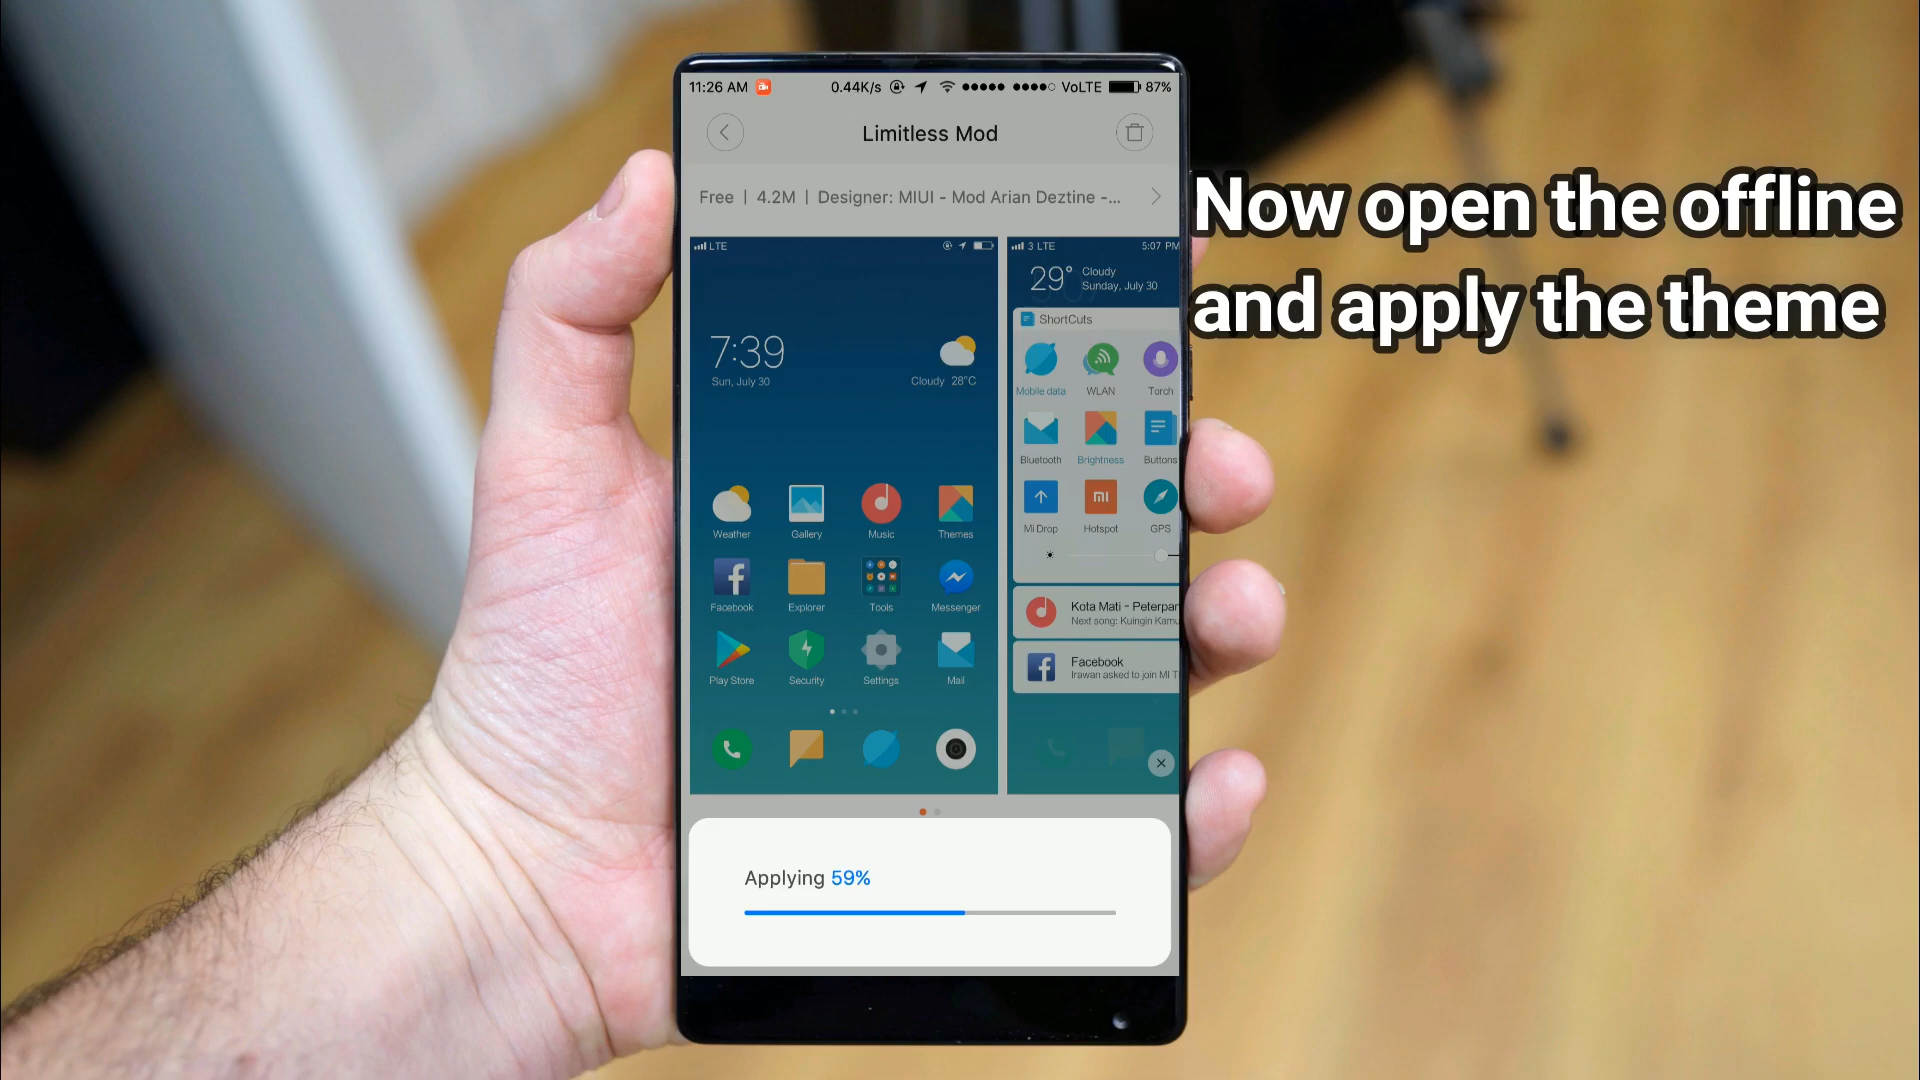 11:26 AM 0.44K/s VoLTE 87%
Limitless Mod
Free | 4.2M | Designer: MIUI - Mod Arian Deztine -...
Now open the offline
and apply the theme
LTE
7:39
Sun, July 30
Cloudy 28°C
Weather Gallery Music Themes
Facebook Explorer Tools Messenger
Play Store Security Settings Mail
3 LTE 5:07 PM
29° Cloudy
Sunday, July 30
ShortCuts
Mobile data WLAN Torch
Bluetooth Brightness Buttons
Mi Drop Hotspot GPS
Kota Mati - Peterpan
Next song: Kuingin Kamu
Facebook
Irawan asked to join MI T
Applying 59%